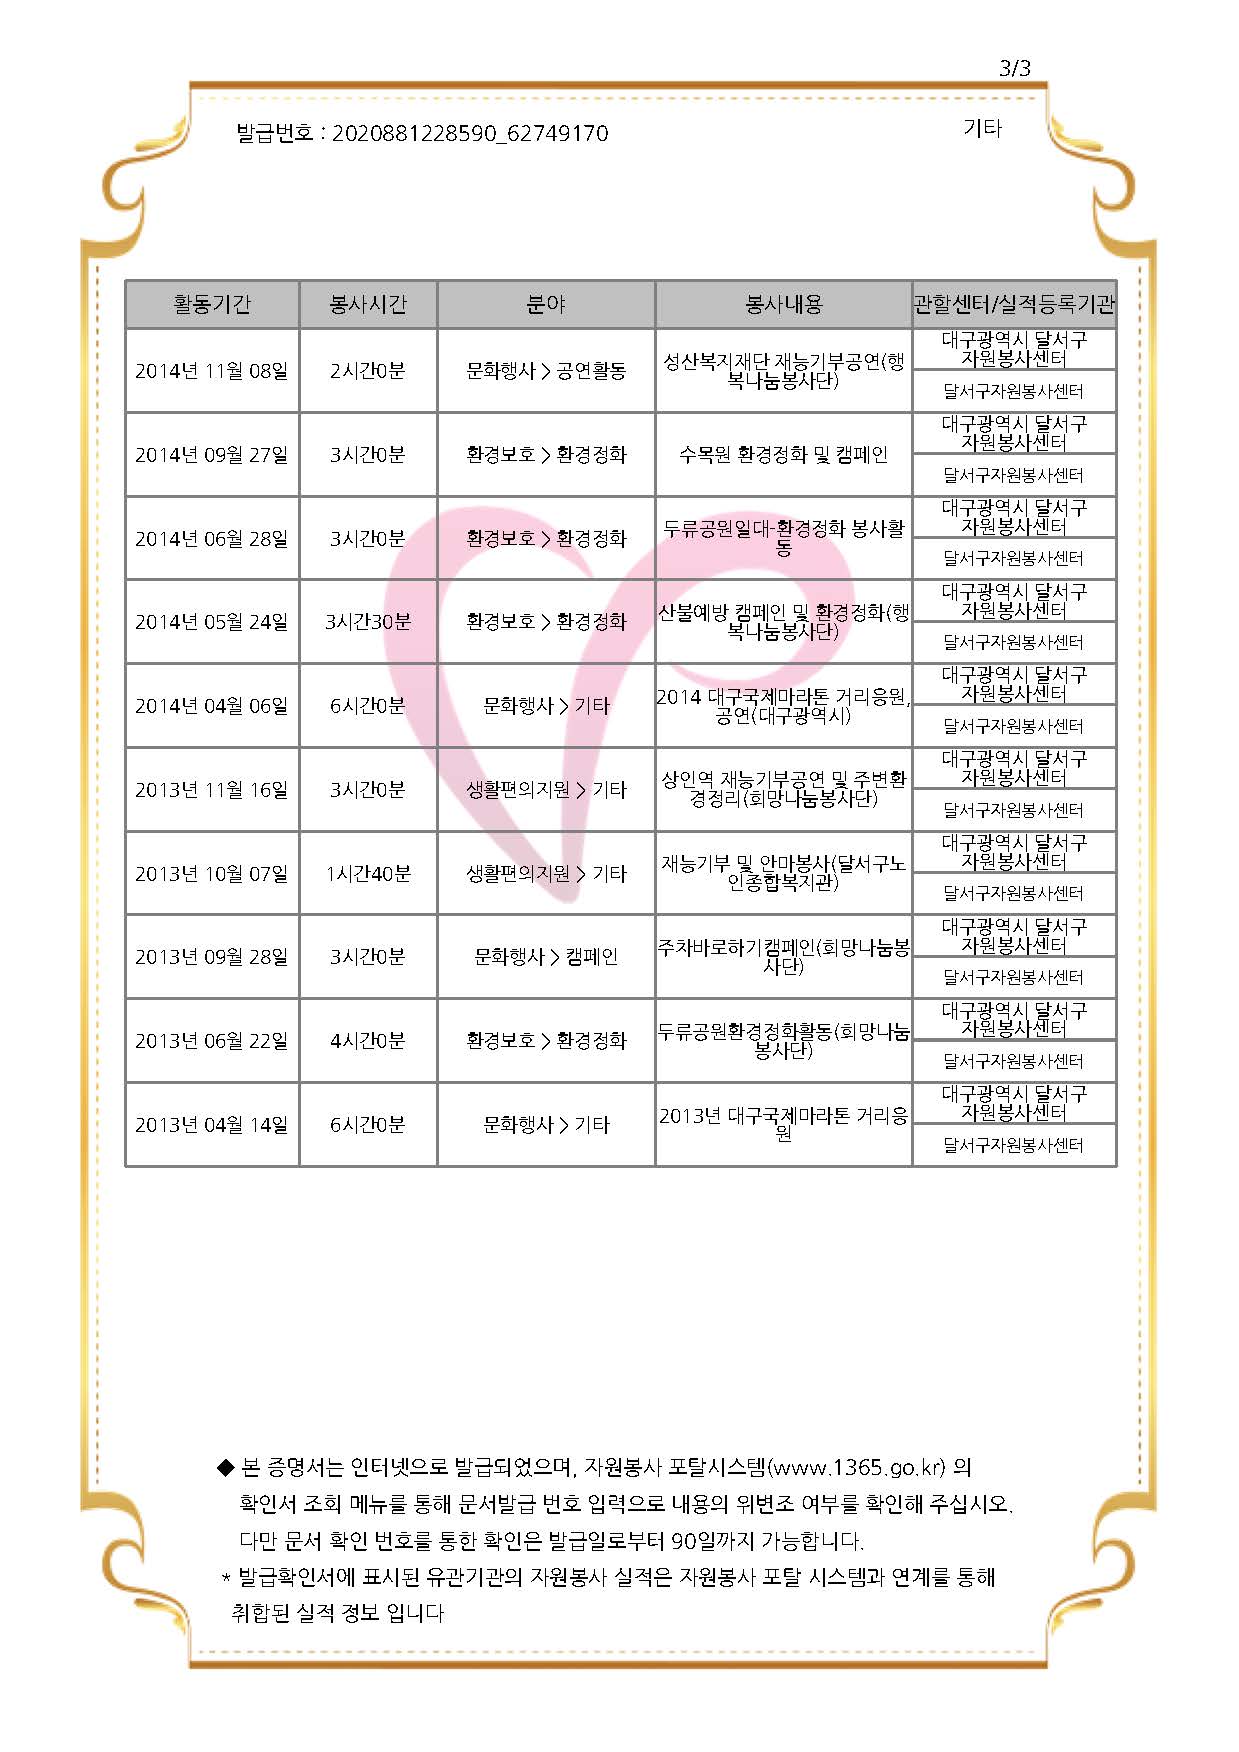 3/3
발급번호 : 2020881228590_62749170
기타
활동기간 봉사시간 분야 봉사내용 관할센터/실적등록기관
2014년 11월 08일 2시간0분 문화행사 > 공연활동 성산복지재단 재능기부공연(행
복나눔봉사단)
대구광역시 달서구
자원봉사센터
달서구자원봉사센터
2014년 09월 27일 3시간0분 환경보호 > 환경정화 수목원 환경정화 및 캠페인
대구광역시 달서구
자원봉사센터
달서구자원봉사센터
2014년 06월 28일 3시간0분 환경보호 > 환경정화 두류공원일대-환경정화 봉사활
동
대구광역시 달서구
자원봉사센터
달서구자원봉사센터
2014년 05월 24일 3시간30분 환경보호 > 환경정화 산불예방 캠페인 및 환경정화(행
복나눔봉사단)
대구광역시 달서구
자원봉사센터
달서구자원봉사센터
2014년 04월 06일 6시간0분 문화행사 > 기타 2014 대구국제마라톤 거리응원,
공연(대구광역시)
대구광역시 달서구
자원봉사센터
달서구자원봉사센터
2013년 11월 16일 3시간0분 생활편의지원 > 기타 상인역 재능기부공연 및 주변환
경정리(희망나눔봉사단)
대구광역시 달서구
자원봉사센터
달서구자원봉사센터
2013년 10월 07일 1시간40분 생활편의지원 > 기타 재능기부 및 안마봉사(달서구노
인종합복지관)
대구광역시 달서구
자원봉사센터
달서구자원봉사센터
2013년 09월 28일 3시간0분 문화행사 > 캠페인 주차바로하기캠페인(희망나눔봉
사단)
대구광역시 달서구
자원봉사센터
달서구자원봉사센터
2013년 06월 22일 4시간0분 환경보호 > 환경정화 두류공원환경정화활동(희망나눔
봉사단)
대구광역시 달서구
자원봉사센터
달서구자원봉사센터
2013년 04월 14일 6시간0분 문화행사 > 기타 2013년 대구국제마라톤 거리응
원
대구광역시 달서구
자원봉사센터
달서구자원봉사센터
◆ 본 증명서는 인터넷으로 발급되었으며, 자원봉사 포탈시스템(www.1365.go.kr) 의
확인서 조회 메뉴를 통해 문서발급 번호 입력으로 내용의 위변조 여부를 확인해 주십시오.
다만 문서 확인 번호를 통한 확인은 발급일로부터 90일까지 가능합니다.
* 발급확인서에 표시된 유관기관의 자원봉사 실적은 자원봉사 포탈 시스템과 연계를 통해
취합된 실적 정보 입니다